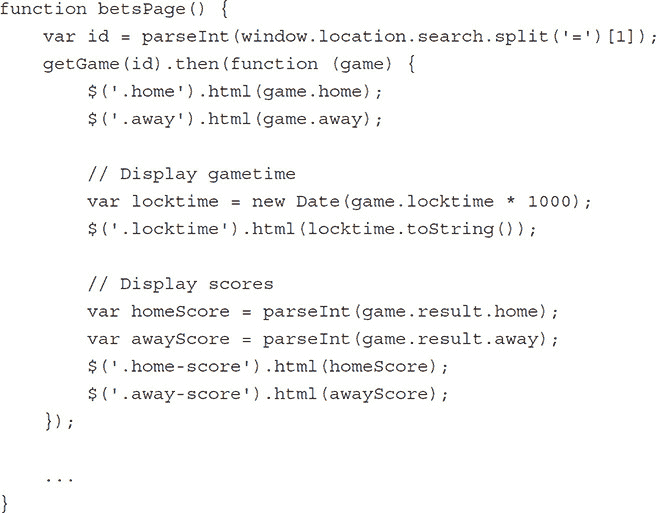 function betsPage() {
    var id = parseInt(window.location.search.split('=')[1]);
    getGame(id).then(function (game) {
        $('.home').html(game.home);
        $('.away').html(game.away);

        // Display gametime
        var locktime = new Date(game.locktime * 1000);
        $('.locktime').html(locktime.toString());

        // Display scores
        var homeScore = parseInt(game.result.home);
        var awayScore = parseInt(game.result.away);
        $('.home-score').html(homeScore);
        $('.away-score').html(awayScore);
    });

    ...
}